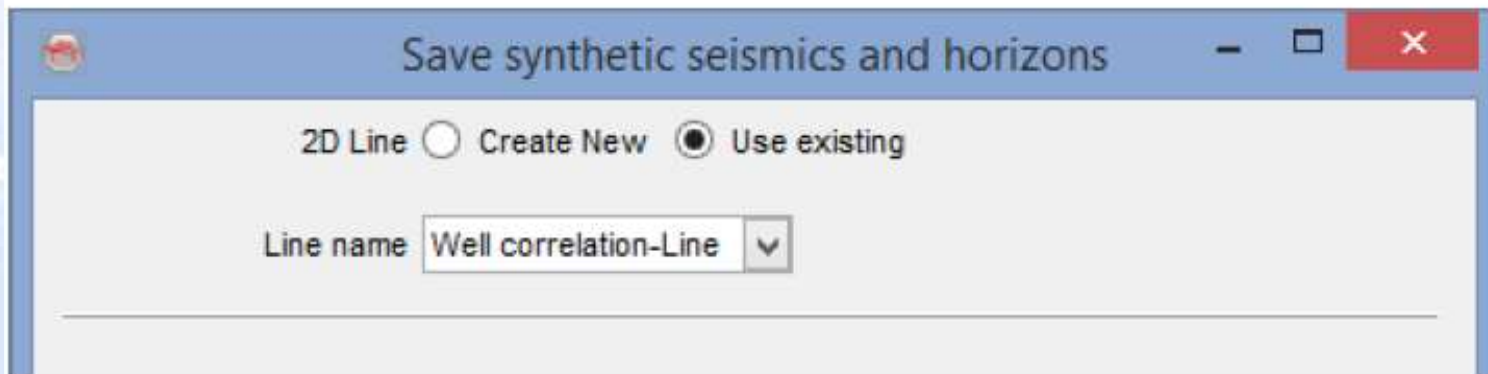 Save synthetic seismics and horizons
2D Line Create New Use existing
Line name Well correlation-Line